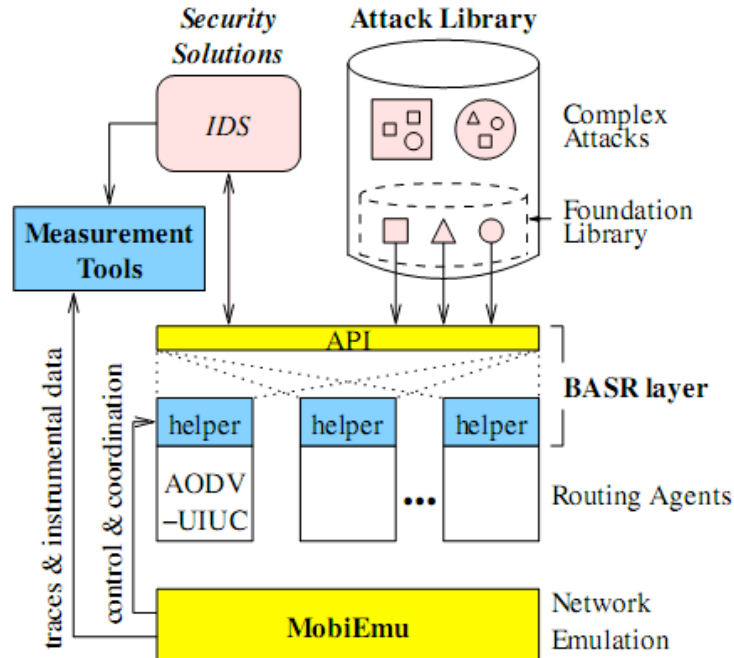 Security
Solutions
Attack Library
IDS
Complex
Attacks
Measurement
Tools
Foundation
Library
API
BASR layer
helper
helper
helper
AODV
-UIUC
...
Routing Agents
traces & instrumental data
control & coordination
MobiEmu
Network
Emulation